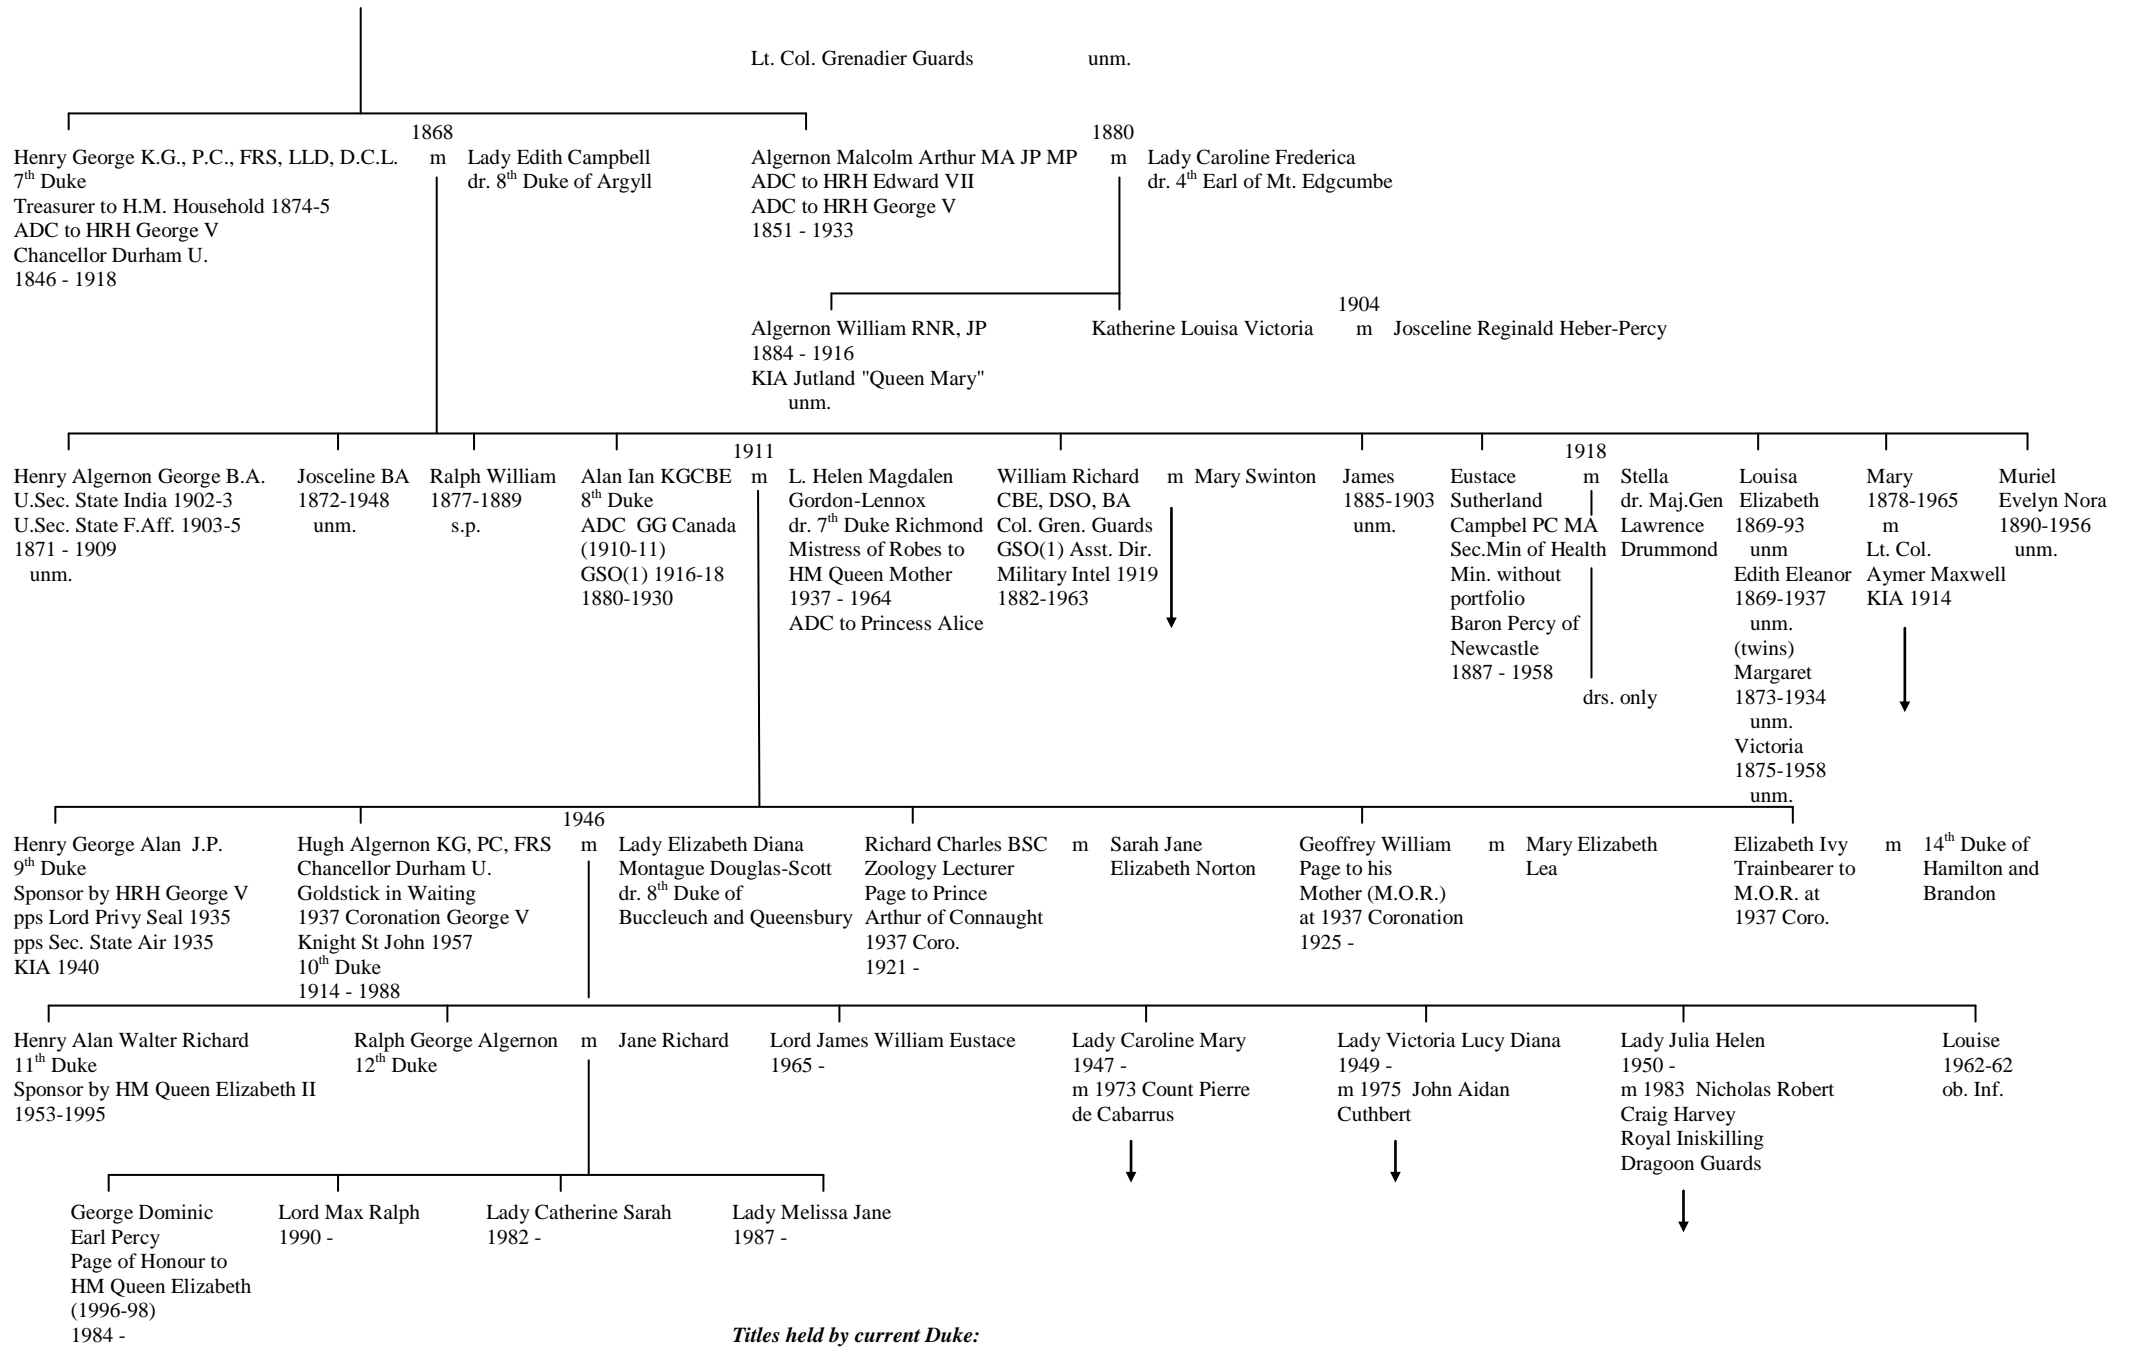 Lt. Col. Grenadier Guards unm.
1868
Henry George K.G., P.C., FRS, LLD, D.C.L. m Lady Edith Campbell
7th Duke dr. 8th Duke of Argyll
Treasurer to H.M. Household 1874-5
ADC to HRH George V
Chancellor Durham U.
1846 - 1918
1880
Algernon Malcolm Arthur MA JP MP m Lady Caroline Frederica
ADC to HRH Edward VII dr. 4th Earl of Mt. Edgcumbe
ADC to HRH George V
1851 - 1933
1904
Algernon William RNR, JP Katherine Louisa Victoria m Josceline Reginald Heber-Percy
1884 - 1916
KIA Jutland "Queen Mary"
unm.
Henry Algernon George B.A.
U.Sec. State India 1902-3
U.Sec. State F.Aff. 1903-5
1871 - 1909
unm.
Josceline BA
1872-1948
unm.
Ralph William
1877-1889
s.p.
1911
Alan Ian KGCBE m
8th Duke
ADC GG Canada
(1910-11)
GSO(1) 1916-18
1880-1930
L. Helen Magdalen
Gordon-Lennox
dr. 7th Duke Richmond
Mistress of Robes to
HM Queen Mother
1937 - 1964
ADC to Princess Alice
William Richard m Mary Swinton
CBE, DSO, BA
Col. Gren. Guards
GSO(1) Asst. Dir.
Military Intel 1919
1882-1963
James
1885-1903
unm.
1918
Eustace m
Sutherland
Campbel PC MA
Sec.Min of Health
Min. without
portfolio
Baron Percy of
Newcastle
1887 - 1958
Stella
dr. Maj.Gen
Lawrence
Drummond
drs. only
Louisa
Elizabeth
1869-93
unm
Edith Eleanor
1869-1937
unm.
(twins)
Margaret
1873-1934
unm.
Victoria
1875-1958
unm.
Mary
1878-1965
m
Lt. Col.
Aymer Maxwell
KIA 1914
Muriel
Evelyn Nora
1890-1956
unm.
Henry George Alan J.P.
9th Duke
Sponsor by HRH George V
pps Lord Privy Seal 1935
pps Sec. State Air 1935
KIA 1940
1946
Hugh Algernon KG, PC, FRS m
Chancellor Durham U.
Goldstick in Waiting
1937 Coronation George V
Knight St John 1957
10th Duke
1914 - 1988
Lady Elizabeth Diana
Montague Douglas-Scott
dr. 8th Duke of
Buccleuch and Queensbury
Richard Charles BSC m
Zoology Lecturer
Page to Prince
Arthur of Connaught
1937 Coro.
1921 -
Sarah Jane
Elizabeth Norton
Geoffrey William m
Page to his
Mother (M.O.R.)
at 1937 Coronation
1925 -
Mary Elizabeth
Lea
Elizabeth Ivy m
Trainbearer to
M.O.R. at
1937 Coro.
14th Duke of
Hamilton and
Brandon
Henry Alan Walter Richard
11th Duke
Sponsor by HM Queen Elizabeth II
1953-1995
Ralph George Algernon m Jane Richard
12th Duke
Lord James William Eustace
1965 -
Lady Caroline Mary
1947 -
m 1973 Count Pierre
de Cabarrus
Lady Victoria Lucy Diana
1949 -
m 1975 John Aidan
Cuthbert
Lady Julia Helen
1950 -
m 1983 Nicholas Robert
Craig Harvey
Royal Iniskilling
Dragoon Guards
Louise
1962-62
ob. Inf.
George Dominic
Earl Percy
Page of Honour to
HM Queen Elizabeth
(1996-98)
1984 -
Lord Max Ralph
1990 -
Lady Catherine Sarah
1982 -
Lady Melissa Jane
1987 -
Titles held by current Duke: